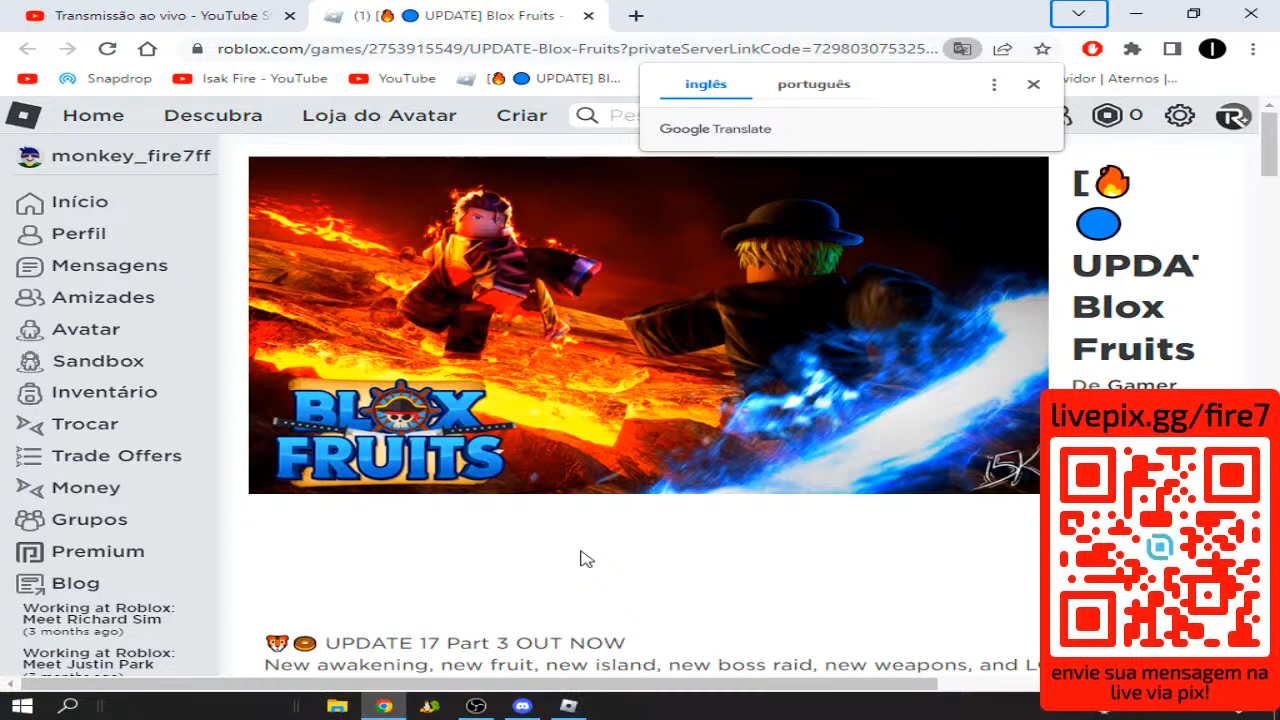 Transmissão ao vivo - YouTube S
(1) [🔥 🔵 UPDATE] Blox Fruits -
roblox.com/games/2753915549/UPDATE-Blox-Fruits?privateServerLinkCode=729803075325...
Snapdrop
Isak Fire - YouTube
YouTube
[🔥 🔵 UPDATE] Bl...
vidor | Aternos |...
inglês
português
Google Translate
Home
Descubra
Loja do Avatar
Criar
0
monkey_fire7ff
Início
Perfil
Mensagens
Amizades
Avatar
Sandbox
Inventário
Trocar
Trade Offers
Money
Grupos
Premium
Blog
Working at Roblox:
Meet Richard Sim
(3 months ago)
Working at Roblox:
Meet Justin Park
BLOX
FRUITS
i5K
[🔥
🔵
UPDA
Blox
Fruits
De Gamer
🐯🍩 UPDATE 17 Part 3 OUT NOW
New awakening, new fruit, new island, new boss raid, new weapons, and
livepix.gg/fire7
envie sua mensagem na
live via pix!